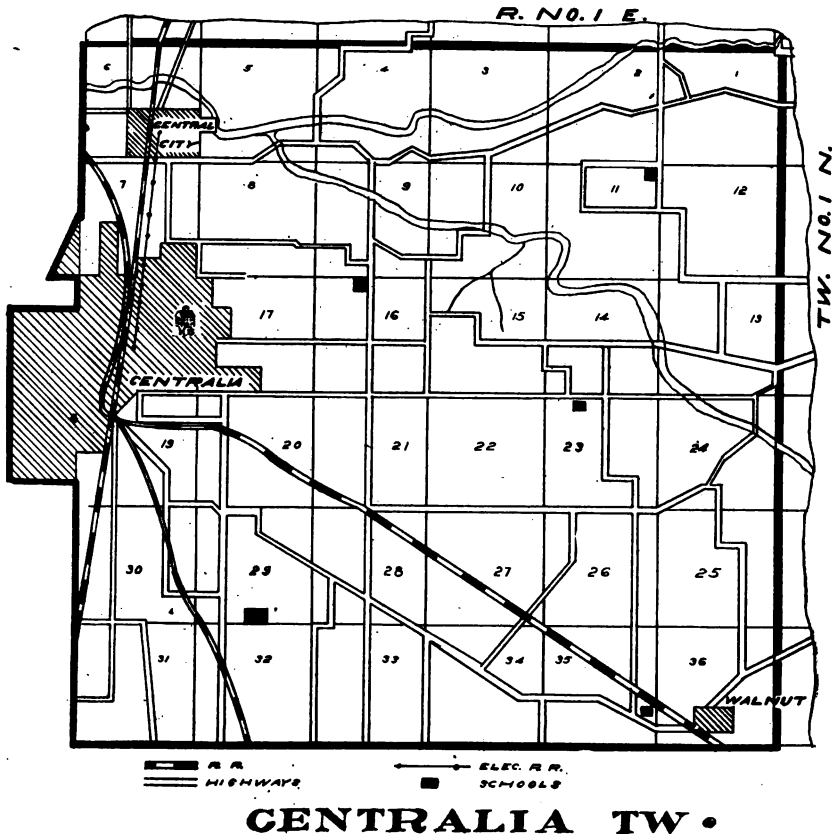 R. NO. 1 E.
6 5 4 3 2 1
CENTRAL
CITY
TW. NO. 1 N.
7 8 9 10 11 12
17 16 15 14 13
CENTRALIA
19 20 21 22 23 24
30 29 28 27 26 25
31 32 33 34 35 36
WALNUT
R. R. ELEC. R. R.
HIGHWAYS SCHOOLS
CENTRALIA TW.